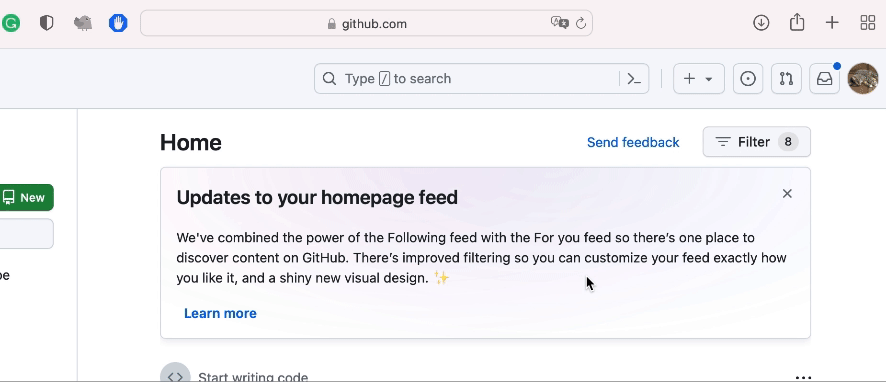 github.com
Type / to search
Home
Send feedback
Filter 8
New
Updates to your homepage feed
We've combined the power of the Following feed with the For you feed so there's one place to
discover content on GitHub. There's improved filtering so you can customize your feed exactly how
you like it, and a shiny new visual design. ✨
Learn more
Start writing code